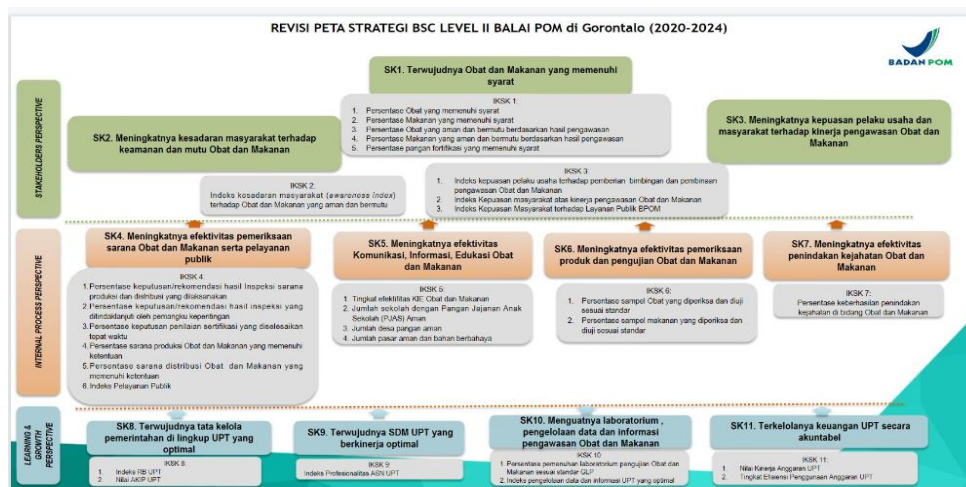 REVISI PETA STRATEGI BSC LEVEL II BALAI POM di Gorontalo (2020-2024)
BADAN POM
STAKEHOLDERS PERSPECTIVE
SK1. Terwujudnya Obat dan Makanan yang memenuhi
syarat
IKSK 1:
1. Persentase Obat yang memenuhi syarat
2. Persentase Makanan yang memenuhi syarat
3. Persentase Obat yang aman dan bermutu berdasarkan hasil pengawasan
4. Persentase Makanan yang aman dan bermutu berdasarkan hasil pengawasan
5. Persentase pangan fortifikasi yang memenuhi syarat
SK2. Meningkatnya kesadaran masyarakat terhadap
keamanan dan mutu Obat dan Makanan
IKSK 2:
Indeks kesadaran masyarakat (awareness index)
terhadap Obat dan Makanan yang aman dan bermutu
SK3. Meningkatnya kepuasan pelaku usaha dan
masyarakat terhadap kinerja pengawasan Obat dan
Makanan
IKSK 3:
1. Indeks kepuasan pelaku usaha terhadap pemberian bimbingan dan pembinaan
pengawasan Obat dan Makanan
2. Indeks Kepuasan masyarakat atas kinerja pengawasan Obat dan Makanan
3. Indeks Kepuasan Masyarakat terhadap Layanan Publik BPOM
INTERNAL PROCESS PERSPECTIVE
SK4. Meningkatnya efektivitas pemeriksaan
sarana Obat dan Makanan serta pelayanan
publik
IKSK 4:
1.Persentase keputusan/rekomendasi hasil Inspeksi sarana
produksi dan distribusi yang dilaksanakan
2.Persentase keputusan/rekomendasi hasil inspeksi yang
ditindaklanjuti oleh pemangku kepentingan
3.Persentase keputusan penilaian sertifikasi yang diselesaikan
tepat waktu
4.Persentase sarana produksi Obat dan Makanan yang memenuhi
ketentuan
5.Persentase sarana distribusi Obat dan Makanan yang
memenuhi ketentuan
6. Indeks Pelayanan Publik
SK5. Meningkatnya efektivitas
Komunikasi, Informasi, Edukasi Obat
dan Makanan
IKSK 5:
1. Tingkat efektifitas KIE Obat dan Makanan
2. Jumlah sekolah dengan Pangan Jajanan Anak
Sekolah (PJAS) Aman
3. Jumlah desa pangan aman
4. Jumlah pasar aman dari bahan berbahaya
SK6. Meningkatnya efektivitas pemeriksaan
produk dan pengujian Obat dan Makanan
IKSK 6:
1. Persentase sampel Obat yang diperiksa dan diuji
sesuai standar
2. Persentase sampel makanan yang diperiksa dan
diuji sesuai standar
SK7. Meningkatnya efektivitas
penindakan kejahatan Obat dan
Makanan
IKSK 7:
Persentase keberhasilan penindakan
kejahatan di bidang Obat dan Makanan
LEARNING &
GROWTH
PERSPECTIVE
SK8. Terwujudnya tata kelola
pemerintahan di lingkup UPT yang
optimal
IKSK 8:
1. Indeks RB UPT
2. Nilai AKIP UPT
SK9. Terwujudnya SDM UPT yang
berkinerja optimal
IKSK 9
Indeks Profesionalitas ASN UPT
SK10. Menguatnya laboratorium ,
pengelolaan data dan informasi
pengawasan Obat dan Makanan
IKSK 10
1. Persentase pemenuhan laboratorium pengujian Obat dan
Makanan sesuai standar GLP
2. Indeks pengelolaan data dan informasi UPT yang optimal
SK11. Terkelolanya keuangan UPT secara
akuntabel
IKSK 11:
1. Nilai Kinerja Anggaran UPT
2. Tingkat Efisiensi Penggunaan Anggaran UPT